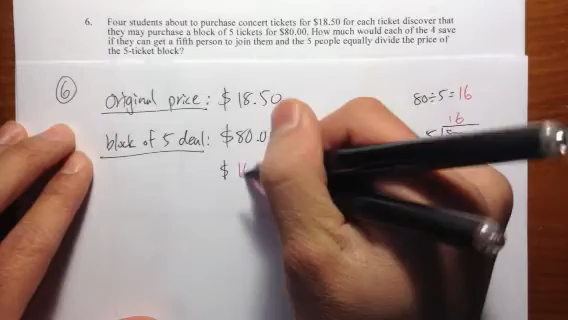 6. Four students about to purchase concert tickets for $18.50 for each ticket discover that
they may purchase a block of 5 tickets for $80.00. How much would each of the 4 save
if they can get a fifth person to join them and the 5 people equally divide the price of
the 5-ticket block?
6 original price: $18.50
80÷5=16
block of 5 deal: $80.0
16
$ 1